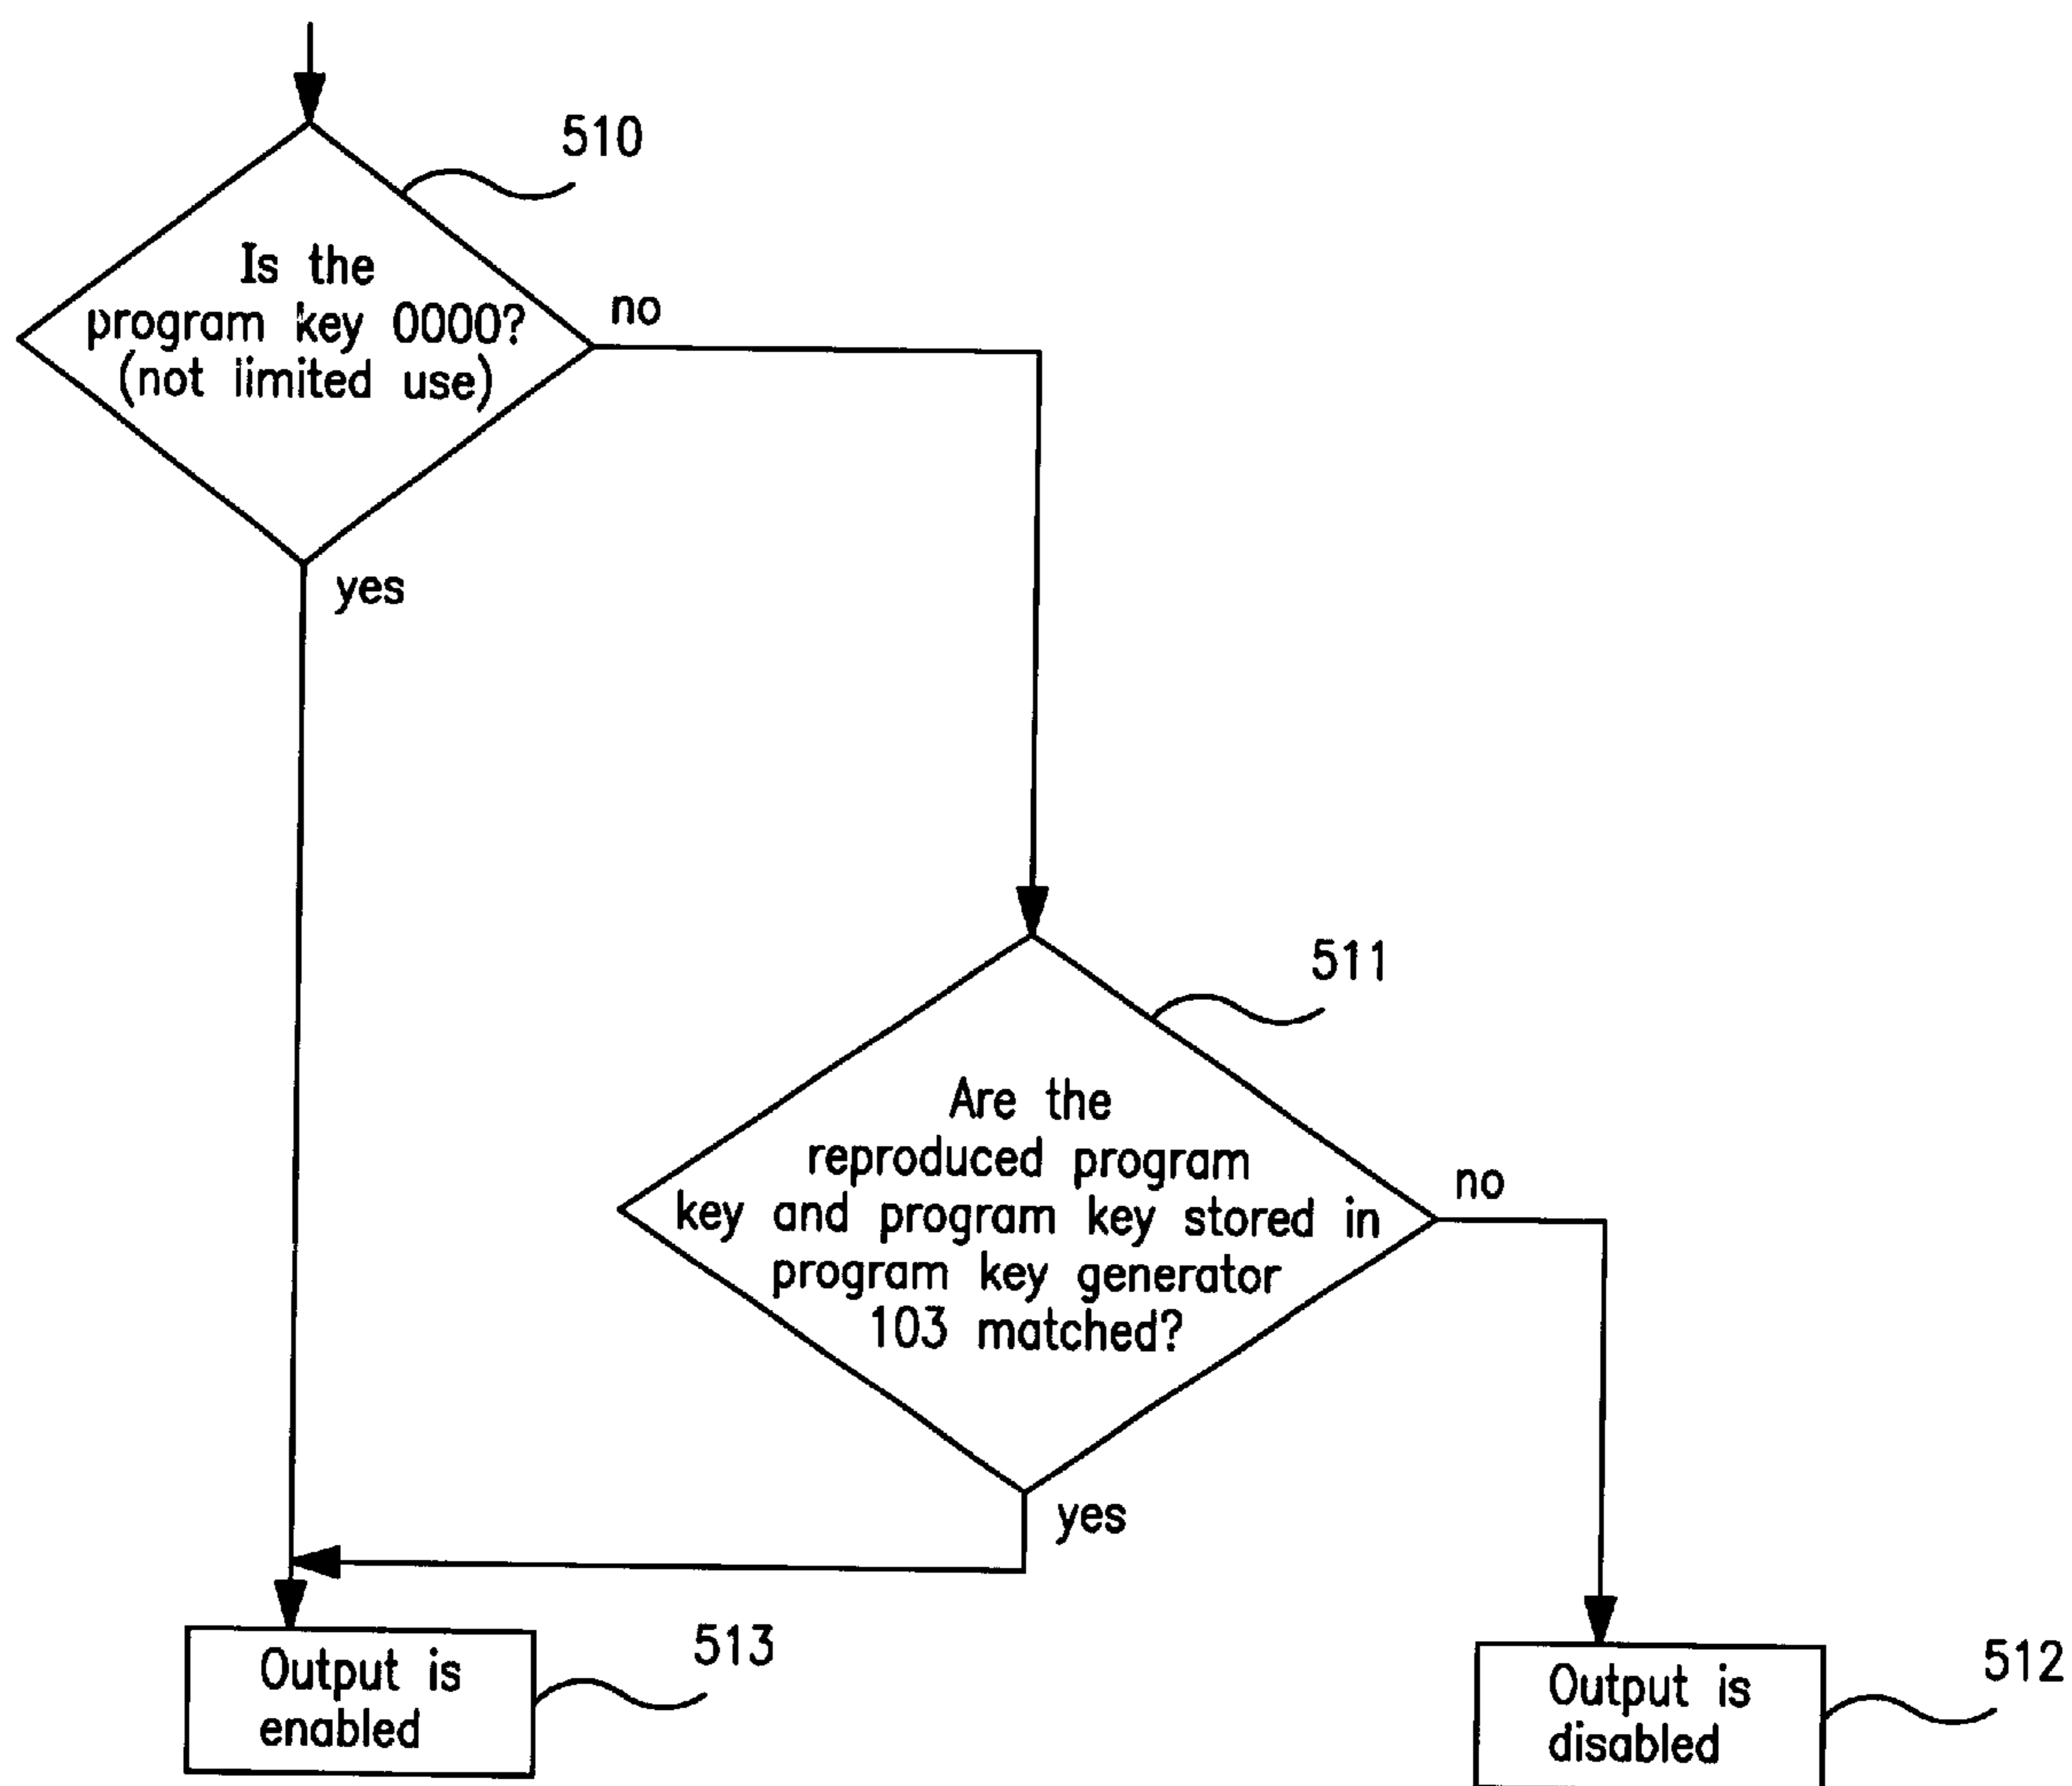 510
Is the
program key 0000?
(not limited use)
no
yes
511
Are the
reproduced program
key and program key stored in
program key generator
103 matched?
no
yes
513
Output is
enabled
512
Output is
disabled